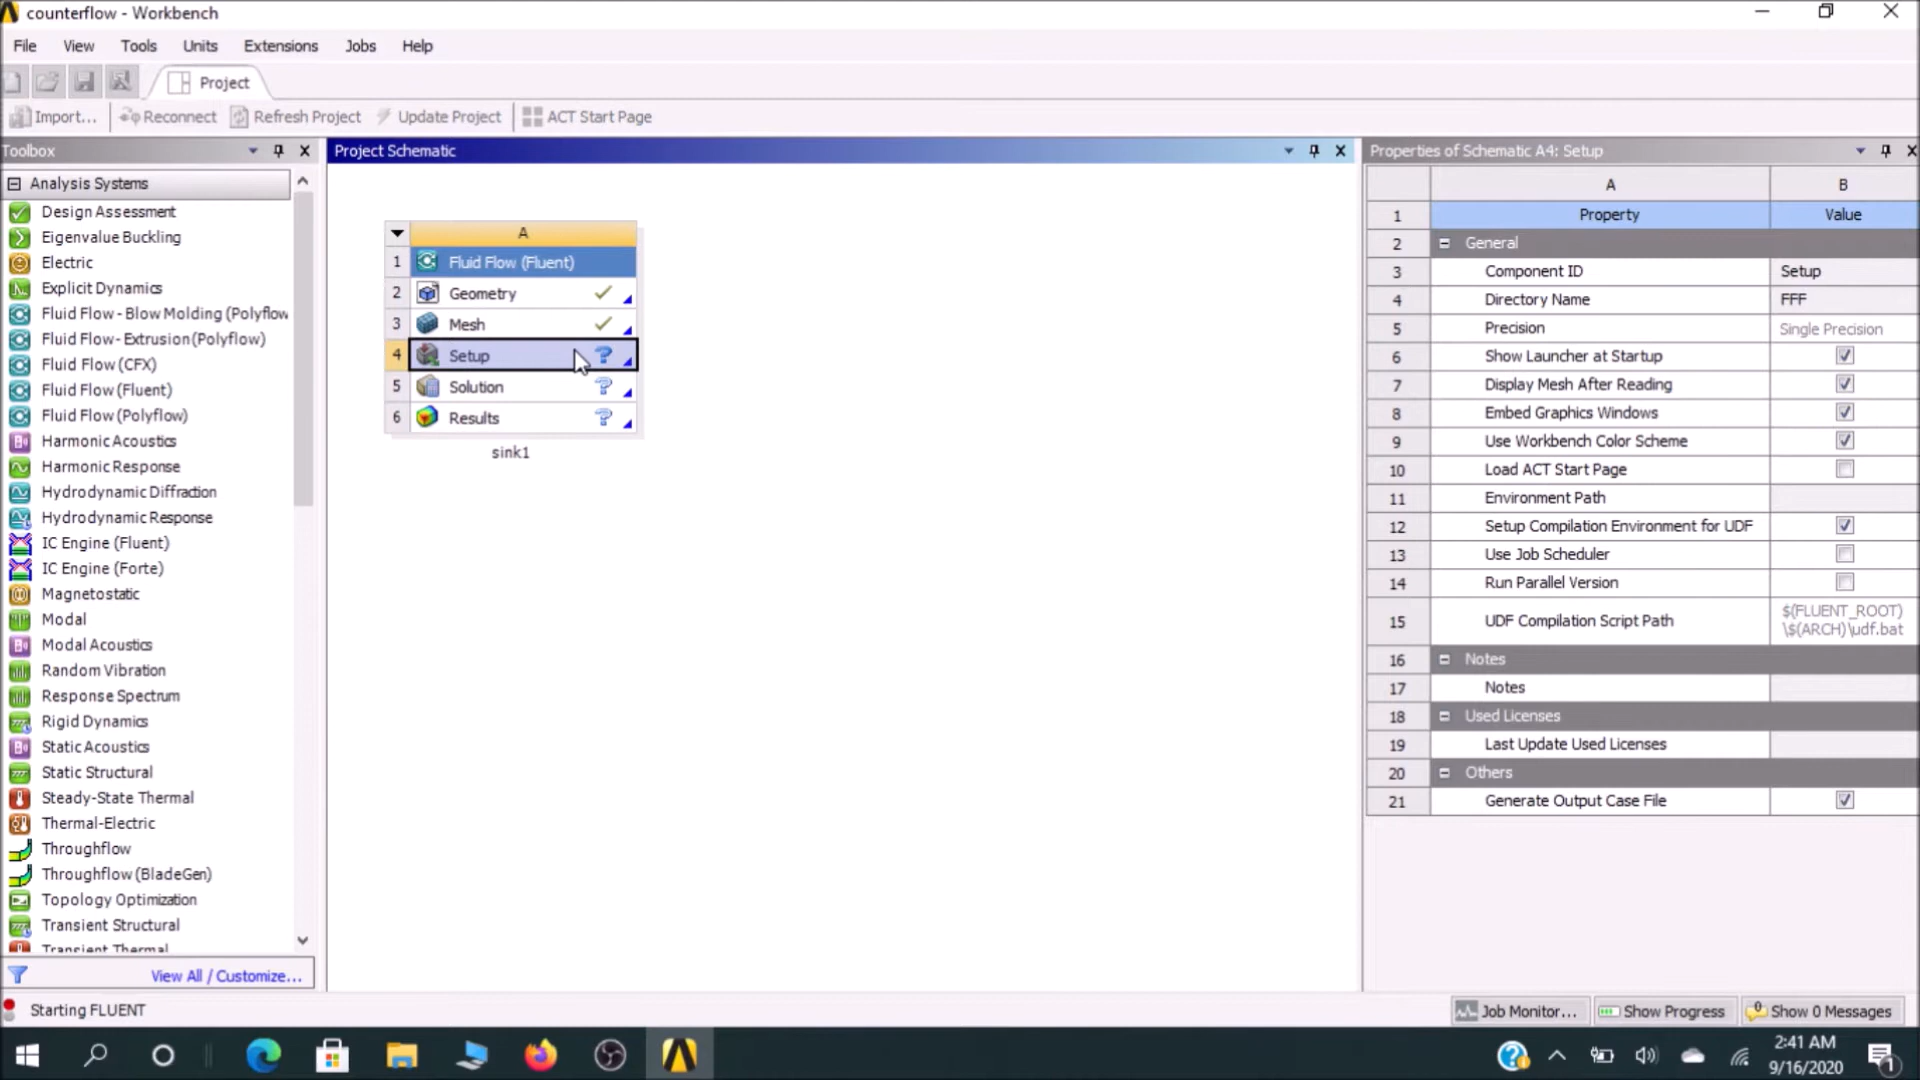 counterflow - Workbench
File View Tools Units Extensions Jobs Help
Project
Import... Reconnect Refresh Project Update Project ACT Start Page
Toolbox
Analysis Systems
Design Assessment
Eigenvalue Buckling
Electric
Explicit Dynamics
Fluid Flow - Blow Molding (Polyflow
Fluid Flow- Extrusion (Polyflow)
Fluid Flow (CFX)
Fluid Flow (Fluent)
Fluid Flow (Polyflow)
Harmonic Acoustics
Harmonic Response
Hydrodynamic Diffraction
Hydrodynamic Response
IC Engine (Fluent)
IC Engine (Forte)
Magnetostatic
Modal
Modal Acoustics
Random Vibration
Response Spectrum
Rigid Dynamics
Static Acoustics
Static Structural
Steady-State Thermal
Thermal-Electric
Throughflow
Throughflow (BladeGen)
Topology Optimization
Transient Structural
Transient Thermal
View All / Customize...
Project Schematic
A
1 Fluid Flow (Fluent)
2 Geometry
3 Mesh
4 Setup ?
5 Solution ?
6 Results ?
sink1
Properties of Schematic A4: Setup
A B
1 Property Value
2 General
3 Component ID Setup
4 Directory Name FFF
5 Precision Single Precision
6 Show Launcher at Startup
7 Display Mesh After Reading
8 Embed Graphics Windows
9 Use Workbench Color Scheme
10 Load ACT Start Page
11 Environment Path
12 Setup Compilation Environment for UDF
13 Use Job Scheduler
14 Run Parallel Version
15 UDF Compilation Script Path $(FLUENT_ROOT)
\$(ARCH)\udf.bat
16 Notes
17 Notes
18 Used Licenses
19 Last Update Used Licenses
20 Others
21 Generate Output Case File
Starting FLUENT
Job Monitor... Show Progress 0 Show 0 Messages
2:41 AM
9/16/2020
1